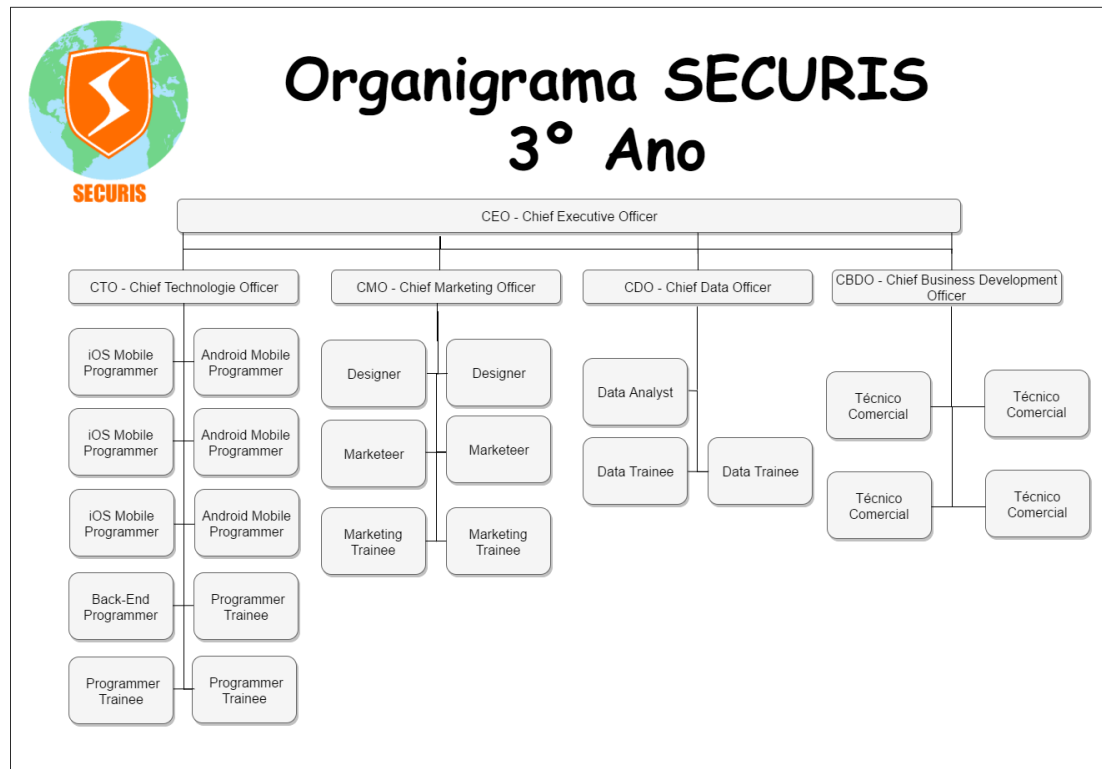 Organigrama SECURIS
3º Ano
SECURIS
CEO - Chief Executive Officer
CTO - Chief Technologie Officer
CMO - Chief Marketing Officer
CDO - Chief Data Officer
CBDO - Chief Business Development
Officer
iOS Mobile
Programmer
Android Mobile
Programmer
iOS Mobile
Programmer
Android Mobile
Programmer
iOS Mobile
Programmer
Android Mobile
Programmer
Back-End
Programmer
Programmer
Trainee
Programmer
Trainee
Programmer
Trainee
Designer
Designer
Marketeer
Marketeer
Marketing
Trainee
Marketing
Trainee
Data Analyst
Data Trainee
Data Trainee
Técnico
Comercial
Técnico
Comercial
Técnico
Comercial
Técnico
Comercial